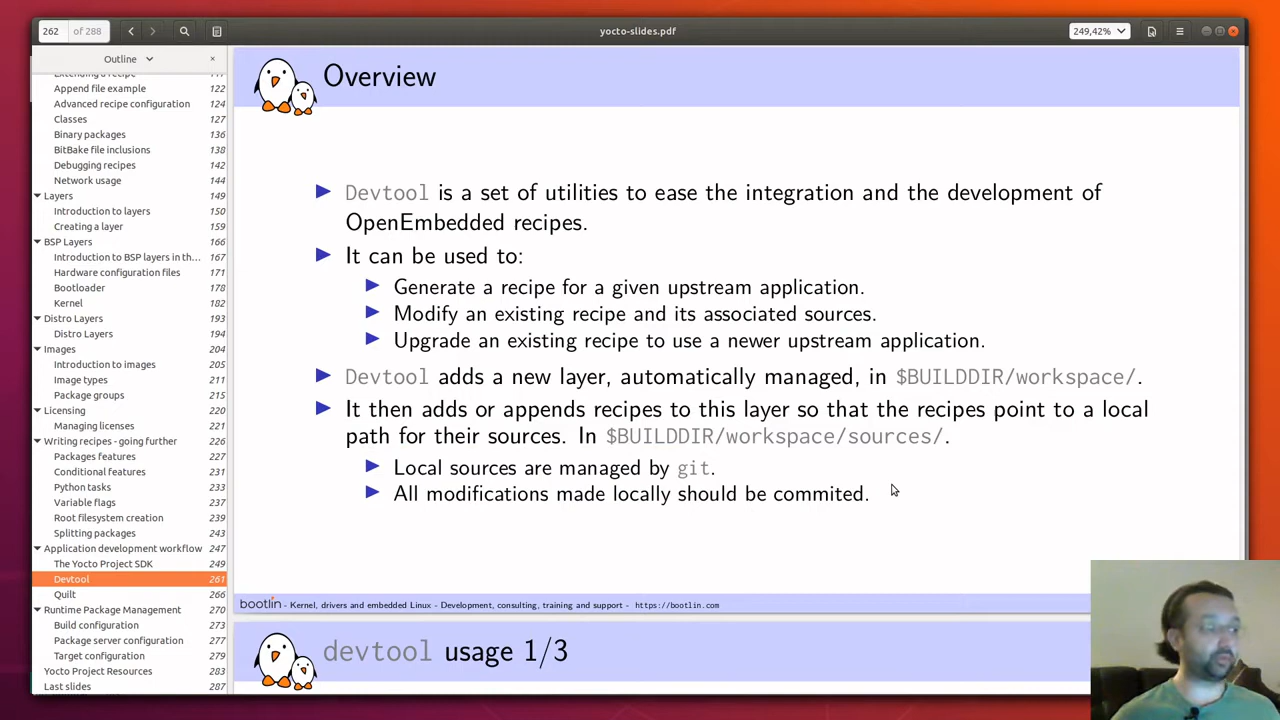 262 of 288
yocto-slides.pdf
249,42%
Outline
Extending a recipe 111
Append file example 122
Advanced recipe configuration 124
Classes 127
Binary packages 136
BitBake file inclusions 138
Debugging recipes 142
Network usage 144
Layers 149
Introduction to layers 150
Creating a layer 159
BSP Layers 166
Introduction to BSP layers in th... 167
Hardware configuration files 171
Bootloader 178
Kernel 182
Distro Layers 193
Distro Layers 194
Images 204
Introduction to images 205
Image types 211
Package groups 215
Licensing 220
Managing licenses 221
Writing recipes - going further 226
Packages features 227
Conditional features 231
Python tasks 233
Variable flags 237
Root filesystem creation 239
Splitting packages 243
Application development workflow 247
The Yocto Project SDK 249
Devtool 261
Quilt 266
Runtime Package Management 270
Build configuration 273
Package server configuration 277
Target configuration 279
Yocto Project Resources 283
Last slides 287
Overview
Devtool is a set of utilities to ease the integration and the development of
OpenEmbedded recipes.
It can be used to:
Generate a recipe for a given upstream application.
Modify an existing recipe and its associated sources.
Upgrade an existing recipe to use a newer upstream application.
Devtool adds a new layer, automatically managed, in $BUILDDIR/workspace/.
It then adds or appends recipes to this layer so that the recipes point to a local
path for their sources. In $BUILDDIR/workspace/sources/.
Local sources are managed by git.
All modifications made locally should be commited.
bootlin - Kernel, drivers and embedded Linux - Development, consulting, training and support - https://bootlin.com
devtool usage 1/3